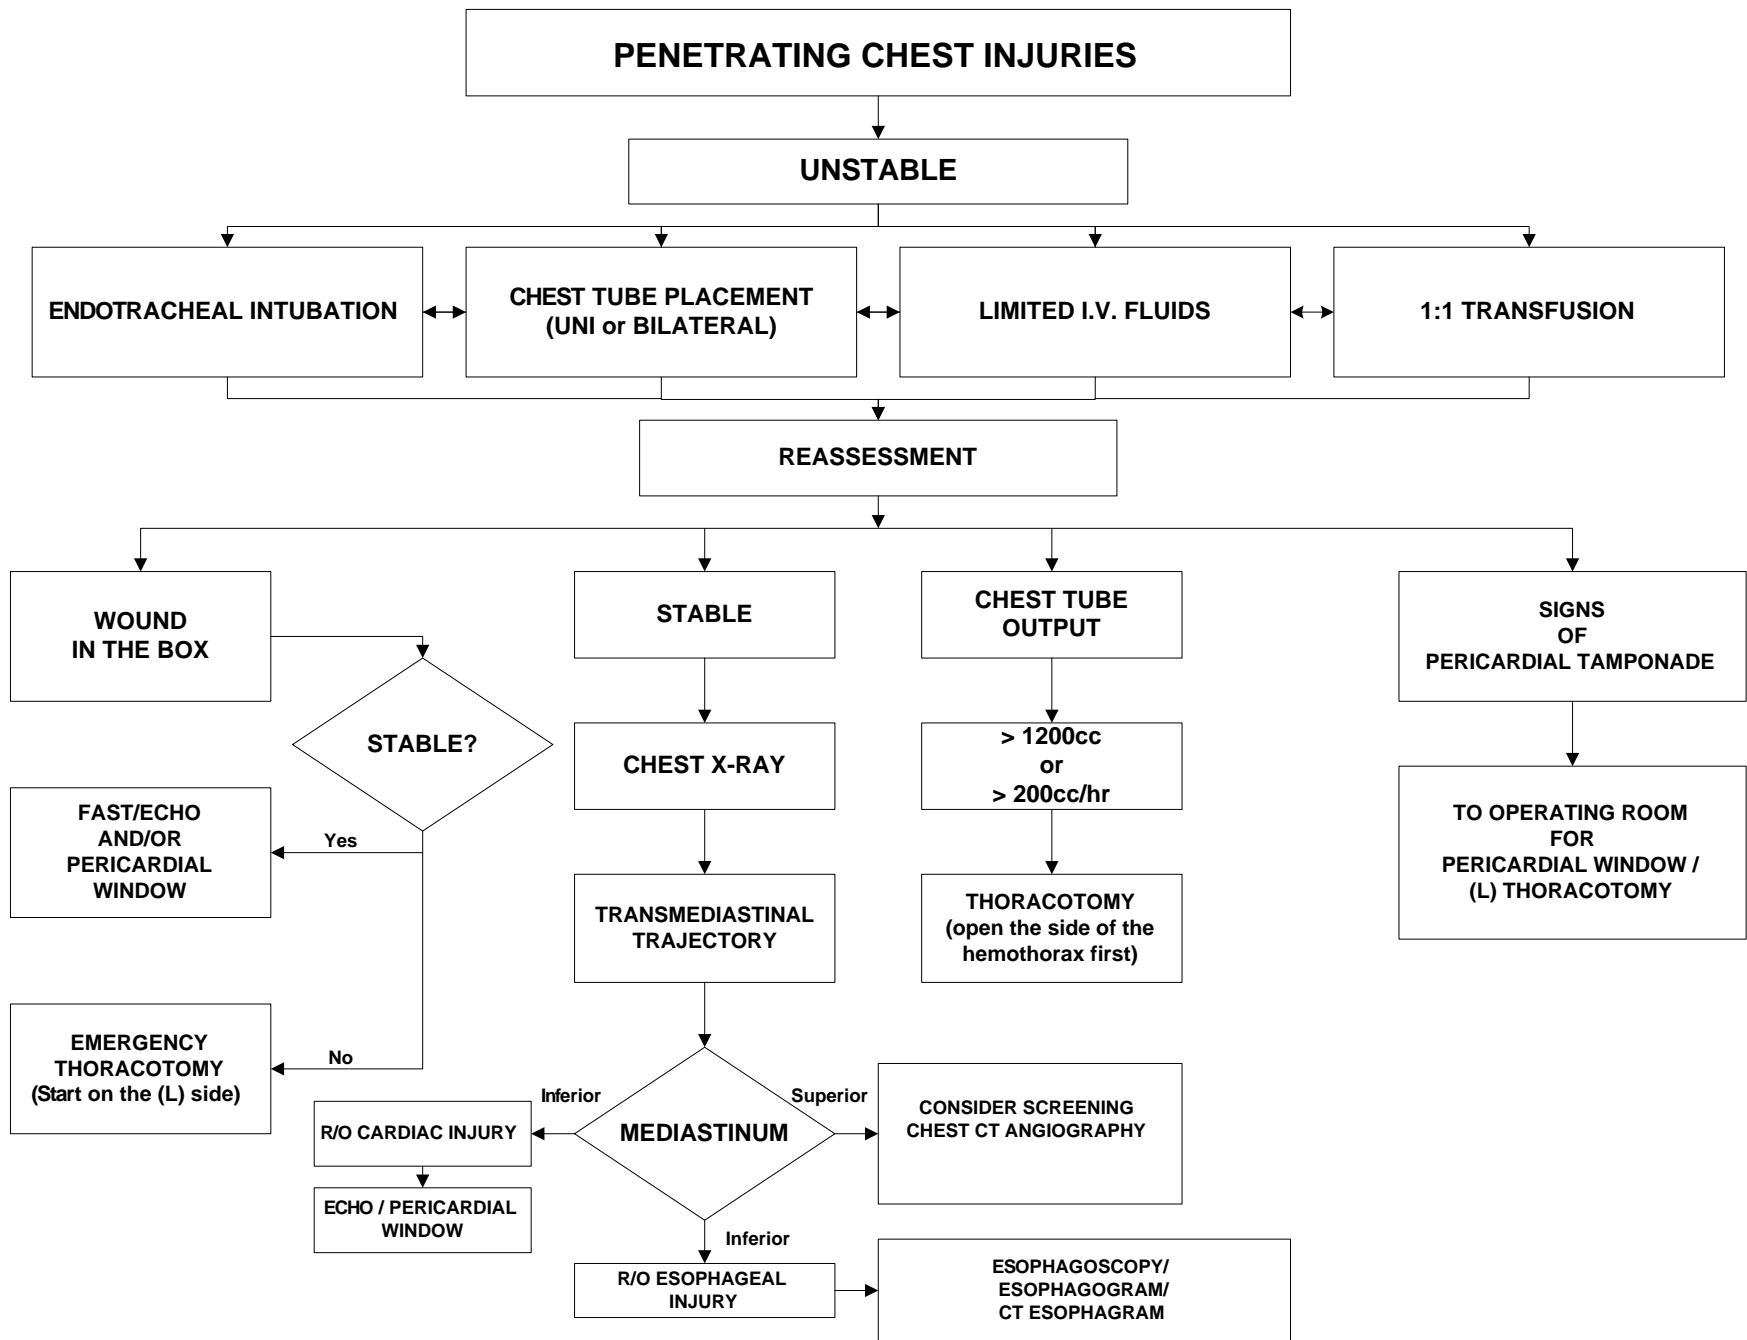 PENETRATING CHEST INJURIES
UNSTABLE
ENDOTRACHEAL INTUBATION
CHEST TUBE PLACEMENT
(UNI or BILATERAL)
LIMITED I.V. FLUIDS
1:1 TRANSFUSION
REASSESSMENT
WOUND
IN THE BOX
STABLE?
Yes
FAST/ECHO
AND/OR
PERICARDIAL
WINDOW
No
EMERGENCY
THORACOTOMY
(Start on the (L) side)
STABLE
CHEST X-RAY
TRANSMEDIASTINAL
TRAJECTORY
MEDIASTINUM
Inferior
R/O CARDIAC INJURY
ECHO / PERICARDIAL
WINDOW
Superior
CONSIDER SCREENING
CHEST CT ANGIOGRAPHY
Inferior
R/O ESOPHAGEAL
INJURY
ESOPHAGOSCOPY/
ESOPHAGOGRAM/
CT ESOPHAGRAM
CHEST TUBE
OUTPUT
> 1200cc
or
> 200cc/hr
THORACOTOMY
(open the side of the
hemothorax first)
SIGNS
OF
PERICARDIAL TAMPONADE
TO OPERATING ROOM
FOR
PERICARDIAL WINDOW /
(L) THORACOTOMY